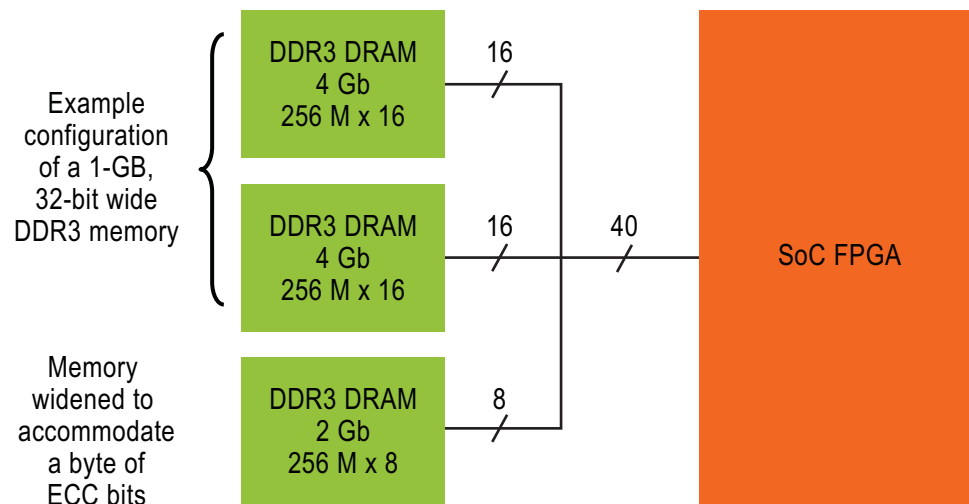 Example
configuration
of a 1-GB,
32-bit wide
DDR3 memory
DDR3 DRAM
4 Gb
256 M x 16
16
DDR3 DRAM
4 Gb
256 M x 16
16
40
SoC FPGA
Memory
widened to
accommodate
a byte of
ECC bits
DDR3 DRAM
2 Gb
256 M x 8
8